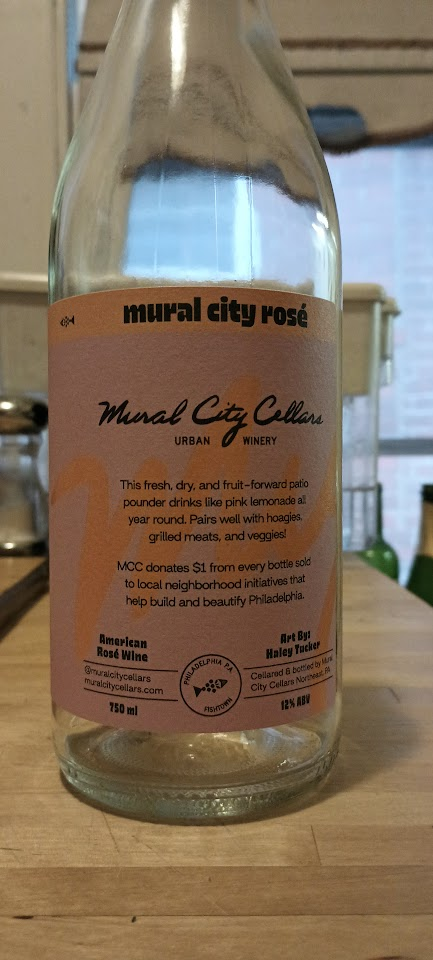 mural city rosé
Mural City Cellars
URBAN WINERY
This fresh, dry, and fruit-forward patio
pounder drinks like pink lemonade all
year round. Pairs well with hoagies,
grilled meats, and veggies!
MCC donates $1 from every bottle sold
to local neighborhood initiatives that
help build and beautify Philadelphia.
American
Rosé Wine
@muralcitycellars
muralcitycellars.com
750 ml
PHILADELPHIA P.A.
FISHTOWN
Art By:
Haley Tucker
Cellared & bottled by Mural
City Cellars Northeast, PA
12% ABV